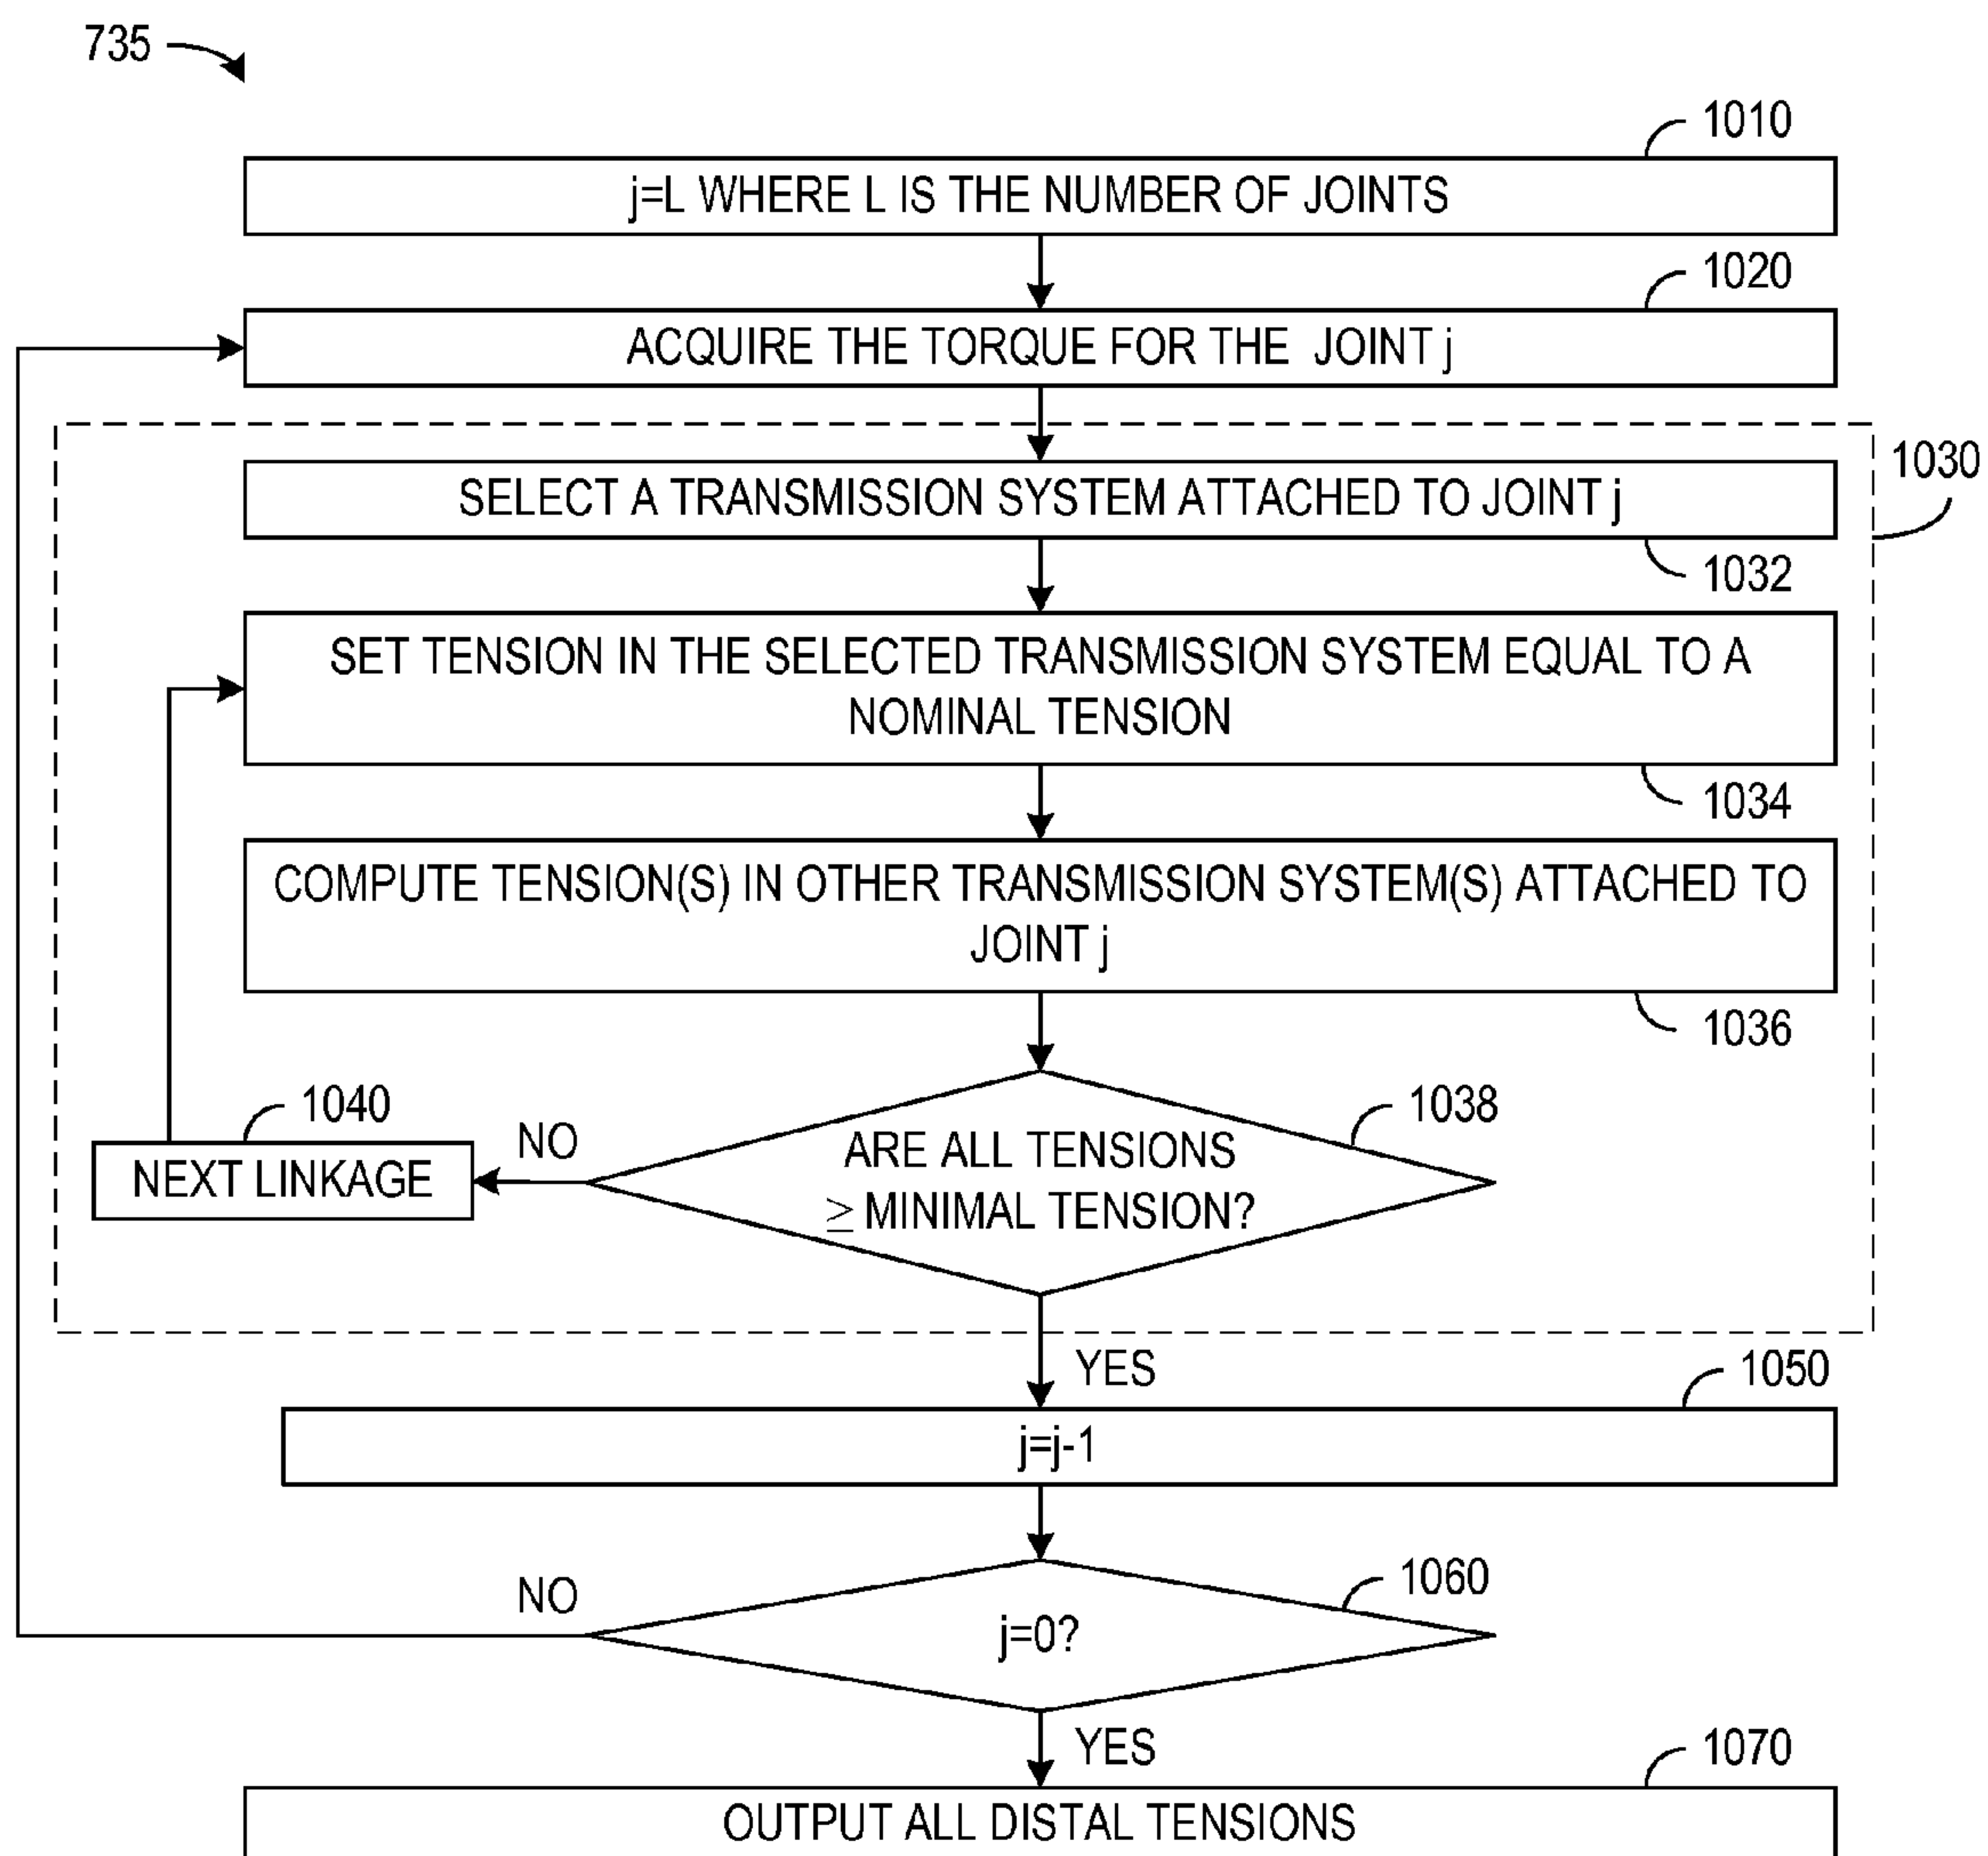 735
1010
j=L WHERE L IS THE NUMBER OF JOINTS
1020
ACQUIRE THE TORQUE FOR THE JOINT j
1030
SELECT A TRANSMISSION SYSTEM ATTACHED TO JOINT j
1032
SET TENSION IN THE SELECTED TRANSMISSION SYSTEM EQUAL TO A
NOMINAL TENSION
1034
COMPUTE TENSION(S) IN OTHER TRANSMISSION SYSTEM(S) ATTACHED TO
JOINT j
1036
1038
ARE ALL TENSIONS
≥ MINIMAL TENSION?
NO
1040
NEXT LINKAGE
YES
1050
j=j-1
1060
j=0?
NO
YES
1070
OUTPUT ALL DISTAL TENSIONS